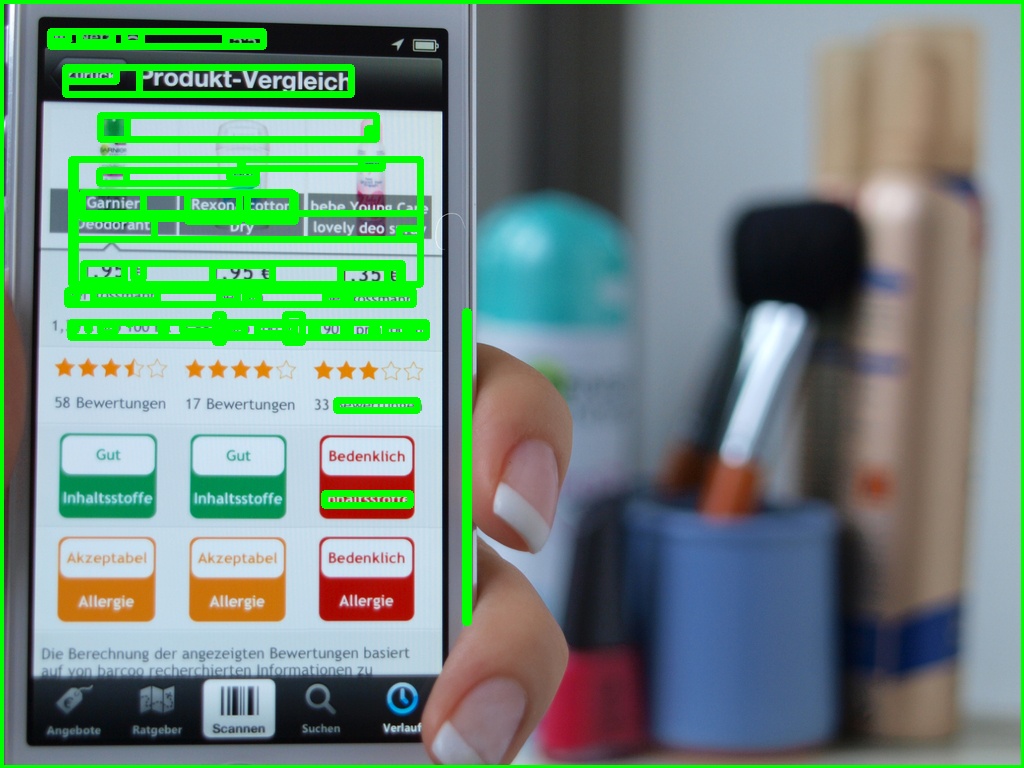 Zurück Produkt-Vergleich
Garnier Rexona cotton bebe Young Care
Deodorant Dry lovely deo spray
,95 € ,95 € ,35 €
58 Bewertungen 17 Bewertungen 33 Bewertungen
Gut Gut Bedenklich
Inhaltsstoffe Inhaltsstoffe Inhaltsstoffe
Akzeptabel Akzeptabel Bedenklich
Allergie Allergie Allergie
Die Berechnung der angezeigten Bewertungen basiert
auf von barcoo recherchierten Informationen zu
Angebote Ratgeber Scannen Suchen Verlauf